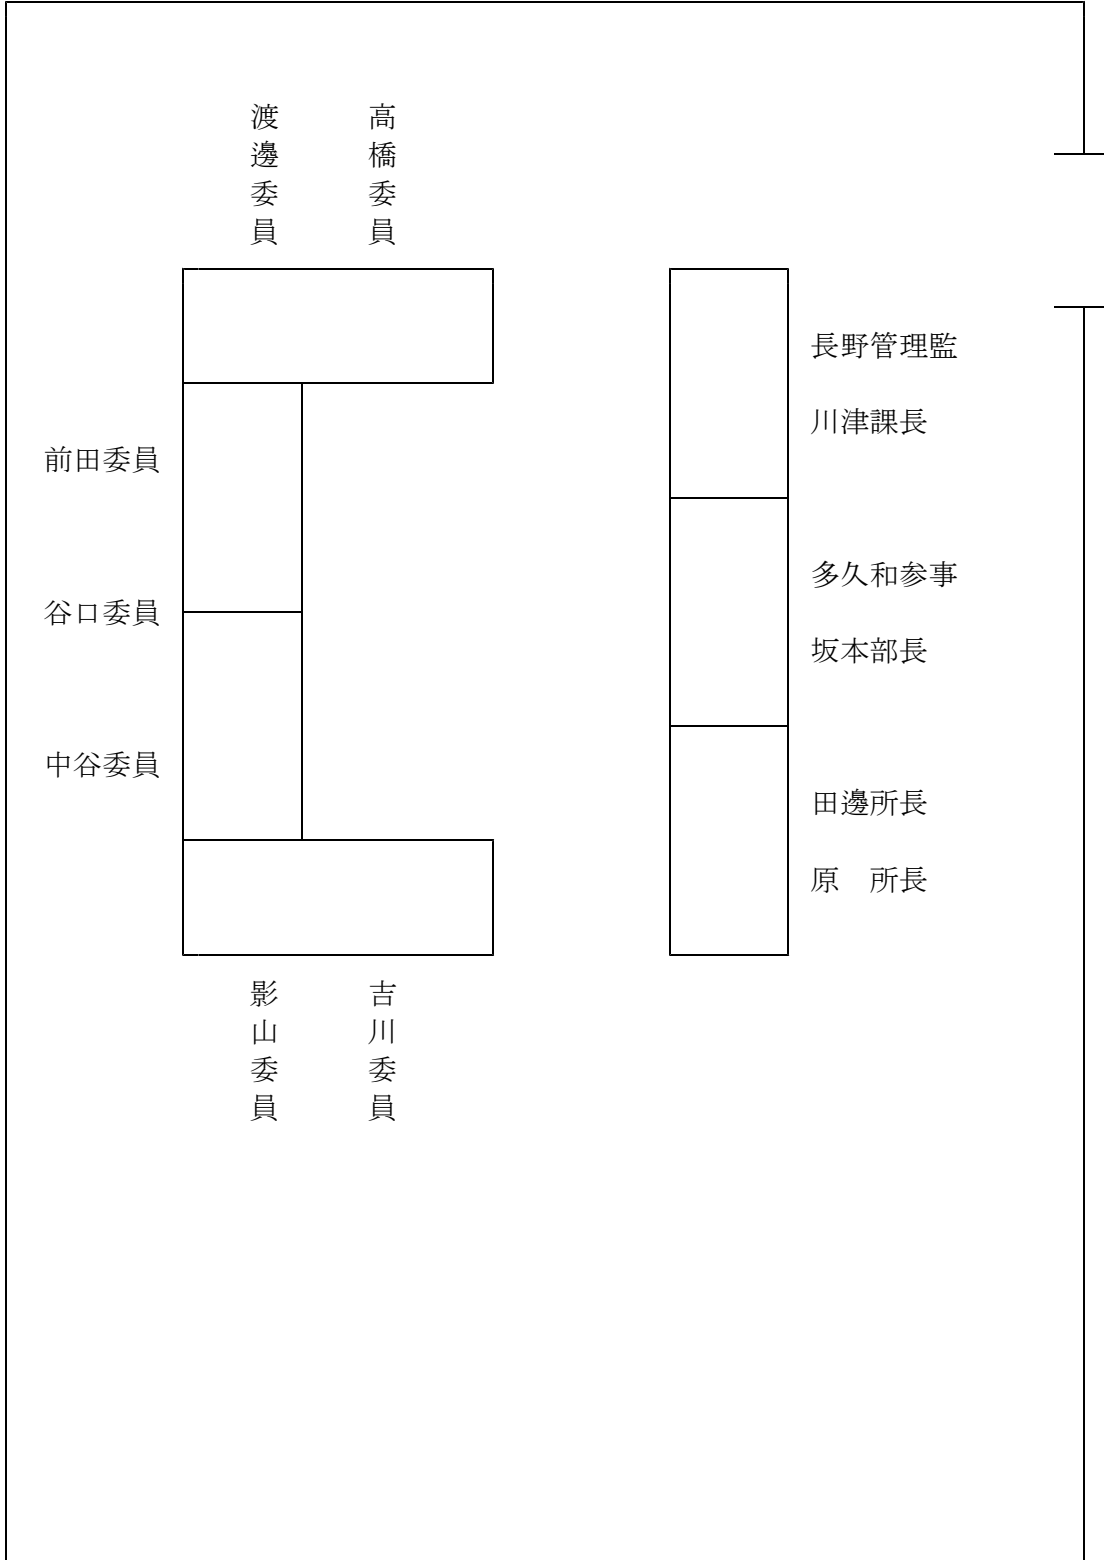 渡邊委員
高橋委員
長野管理監
川津課長
前田委員
多久和参事
谷口委員
坂本部長
中谷委員
田邊所長
原　所長
影山委員
吉川委員